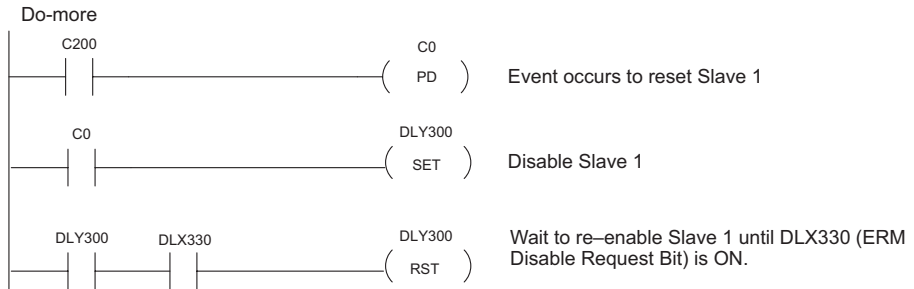 Do-more
C200
C0
PD
Event occurs to reset Slave 1
C0
DLY300
SET
Disable Slave 1
DLY300
DLX330
DLY300
RST
Wait to re–enable Slave 1 until DLX330 (ERM
Disable Request Bit) is ON.